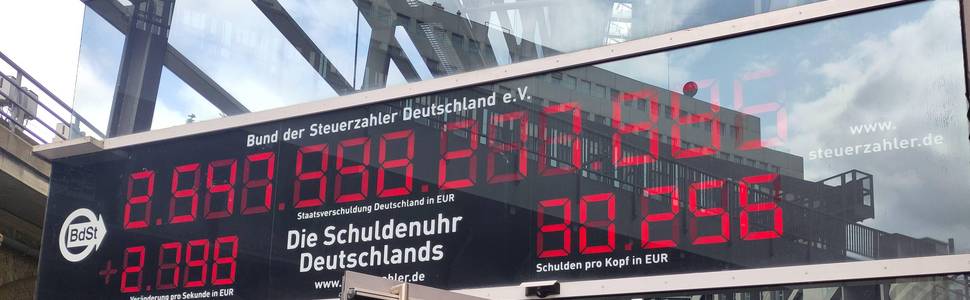 Bund der Steuerzahler Deutschland e.V.
www.
steuerzahler.de
Staatsverschuldung Deutschland in EUR
BdSt
Die Schuldenuhr
Deutschlands
30.256
Schulden pro Kopf in EUR
Veränderung pro Sekunde in EUR